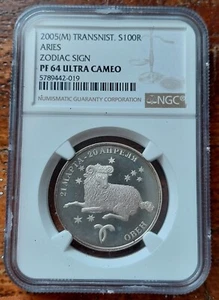 2005(M) TRANSNIST. S100R
ARIES
ZODIAC SIGN
PF 64 ULTRA CAMEO
5789442-019
NUMISMATIC GUARANTY CORPORATION
NGC
21 МАРТА-20 АПРЕЛЯ
ОВЕН